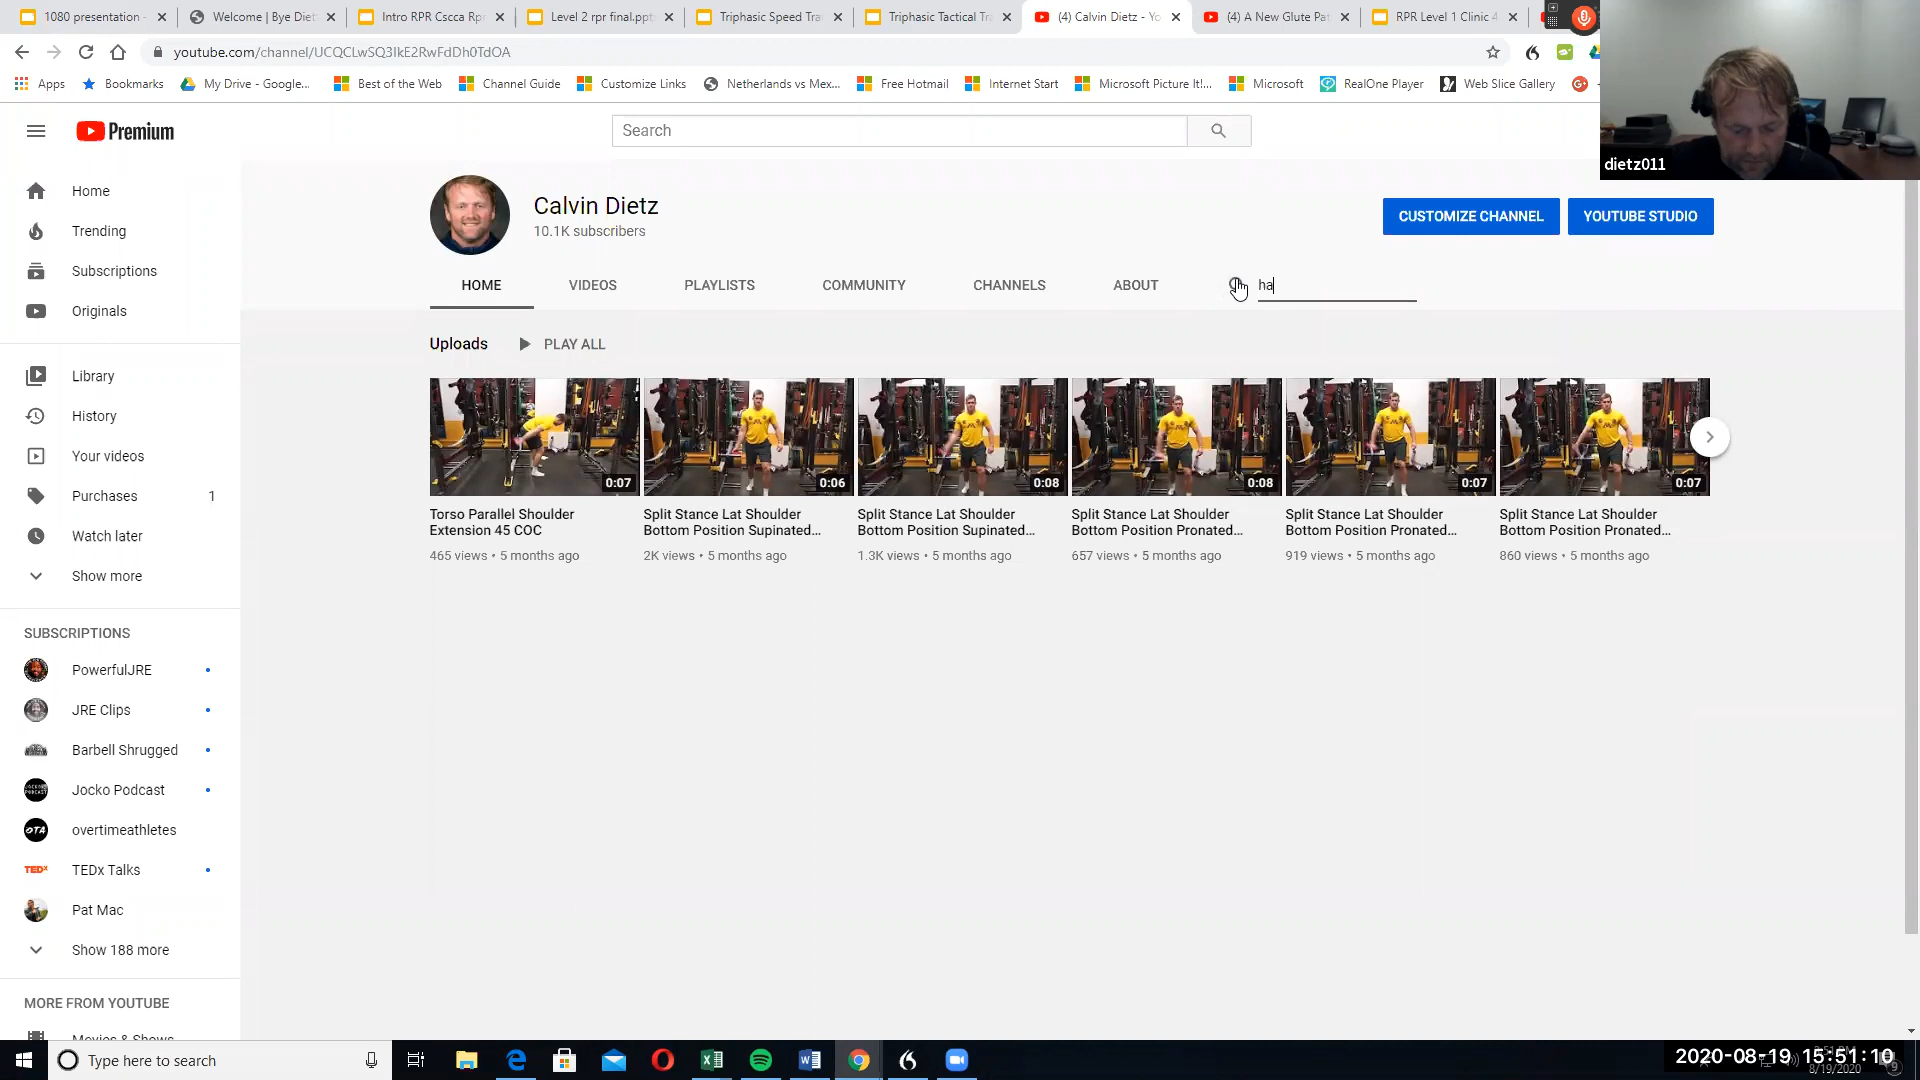 1080 presentation -
Welcome | Bye Diet
Intro RPR Cscca Rpr
Level 2 rpr final.ppt
Triphasic Speed Tra
Triphasic Tactical Tr
(4) Calvin Dietz - Yo
(4) A New Glute Pat
RPR Level 1 Clinic 4
youtube.com/channel/UCQCLwSQ3IkE2RwFdDh0TdOA
Apps
Bookmarks
My Drive - Google...
Best of the Web
Channel Guide
Customize Links
Netherlands vs Mex...
Free Hotmail
Internet Start
Microsoft Picture It!...
Microsoft
RealOne Player
Web Slice Gallery
dietz011
Premium
Search
Home
Trending
Subscriptions
Originals
Library
History
Your videos
Purchases 1
Watch later
Show more
SUBSCRIPTIONS
PowerfulJRE
JRE Clips
Barbell Shrugged
Jocko Podcast
overtimeathletes
TEDx Talks
Pat Mac
Show 188 more
MORE FROM YOUTUBE
Movies & Shows
Calvin Dietz
10.1K subscribers
CUSTOMIZE CHANNEL
YOUTUBE STUDIO
HOME
VIDEOS
PLAYLISTS
COMMUNITY
CHANNELS
ABOUT
ha
Uploads
PLAY ALL
0:07
Torso Parallel Shoulder
Extension 45 COC
465 views • 5 months ago
0:06
Split Stance Lat Shoulder
Bottom Position Supinated...
2K views • 5 months ago
0:08
Split Stance Lat Shoulder
Bottom Position Supinated...
1.3K views • 5 months ago
0:08
Split Stance Lat Shoulder
Bottom Position Pronated...
657 views • 5 months ago
0:07
Split Stance Lat Shoulder
Bottom Position Pronated...
919 views • 5 months ago
0:07
Split Stance Lat Shoulder
Bottom Position Pronated...
860 views • 5 months ago
Type here to search
2020-08-19 15:51:10
8/19/2020